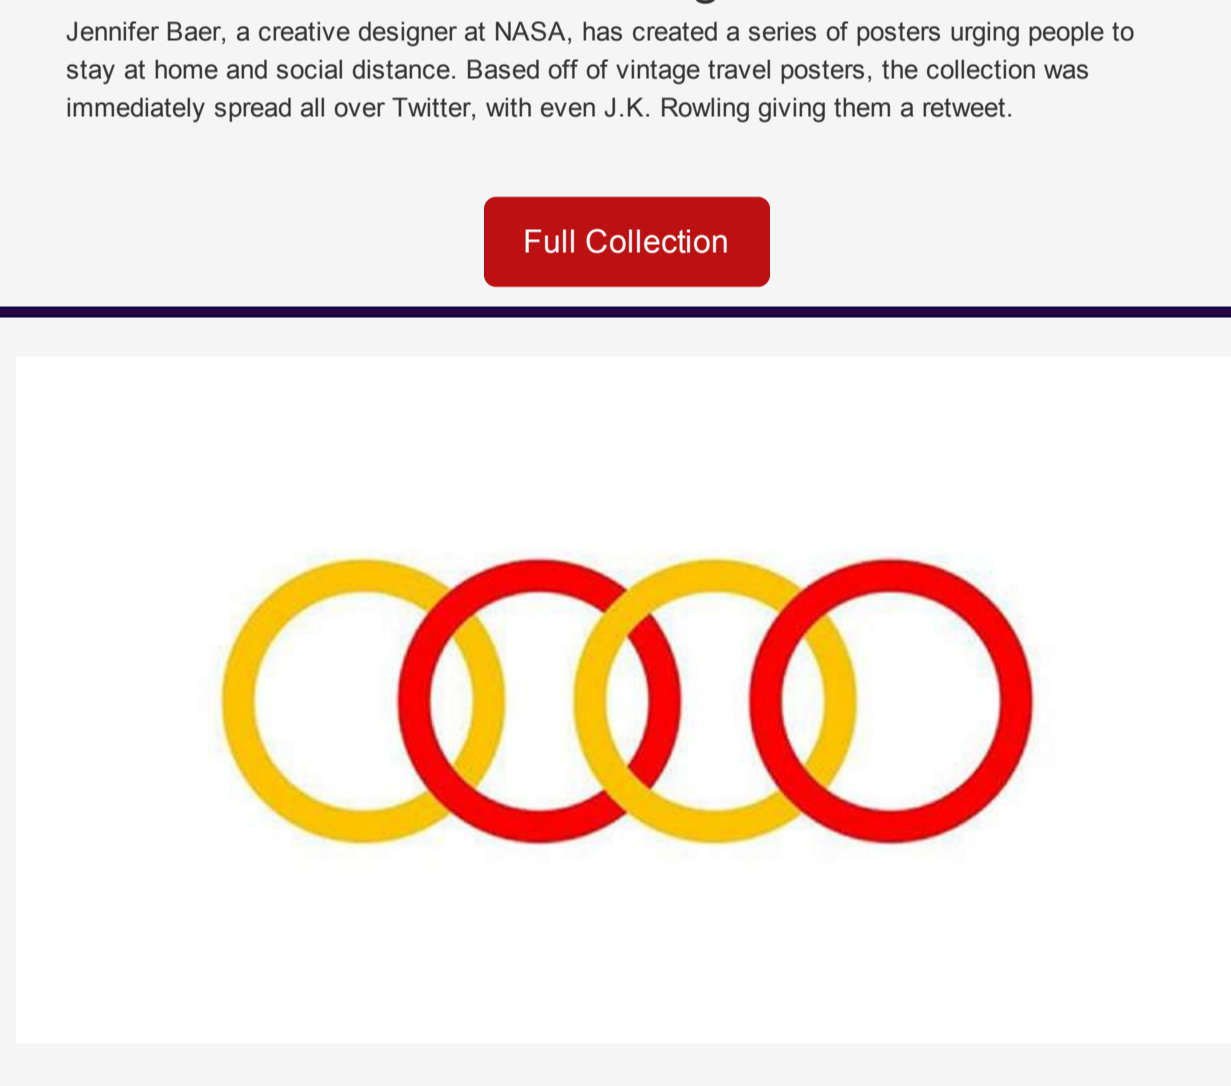 Jennifer Baer, a creative designer at NASA, has created a series of posters urging people to
stay at home and social distance. Based off of vintage travel posters, the collection was
immediately spread all over Twitter, with even J.K. Rowling giving them a retweet.
Full Collection